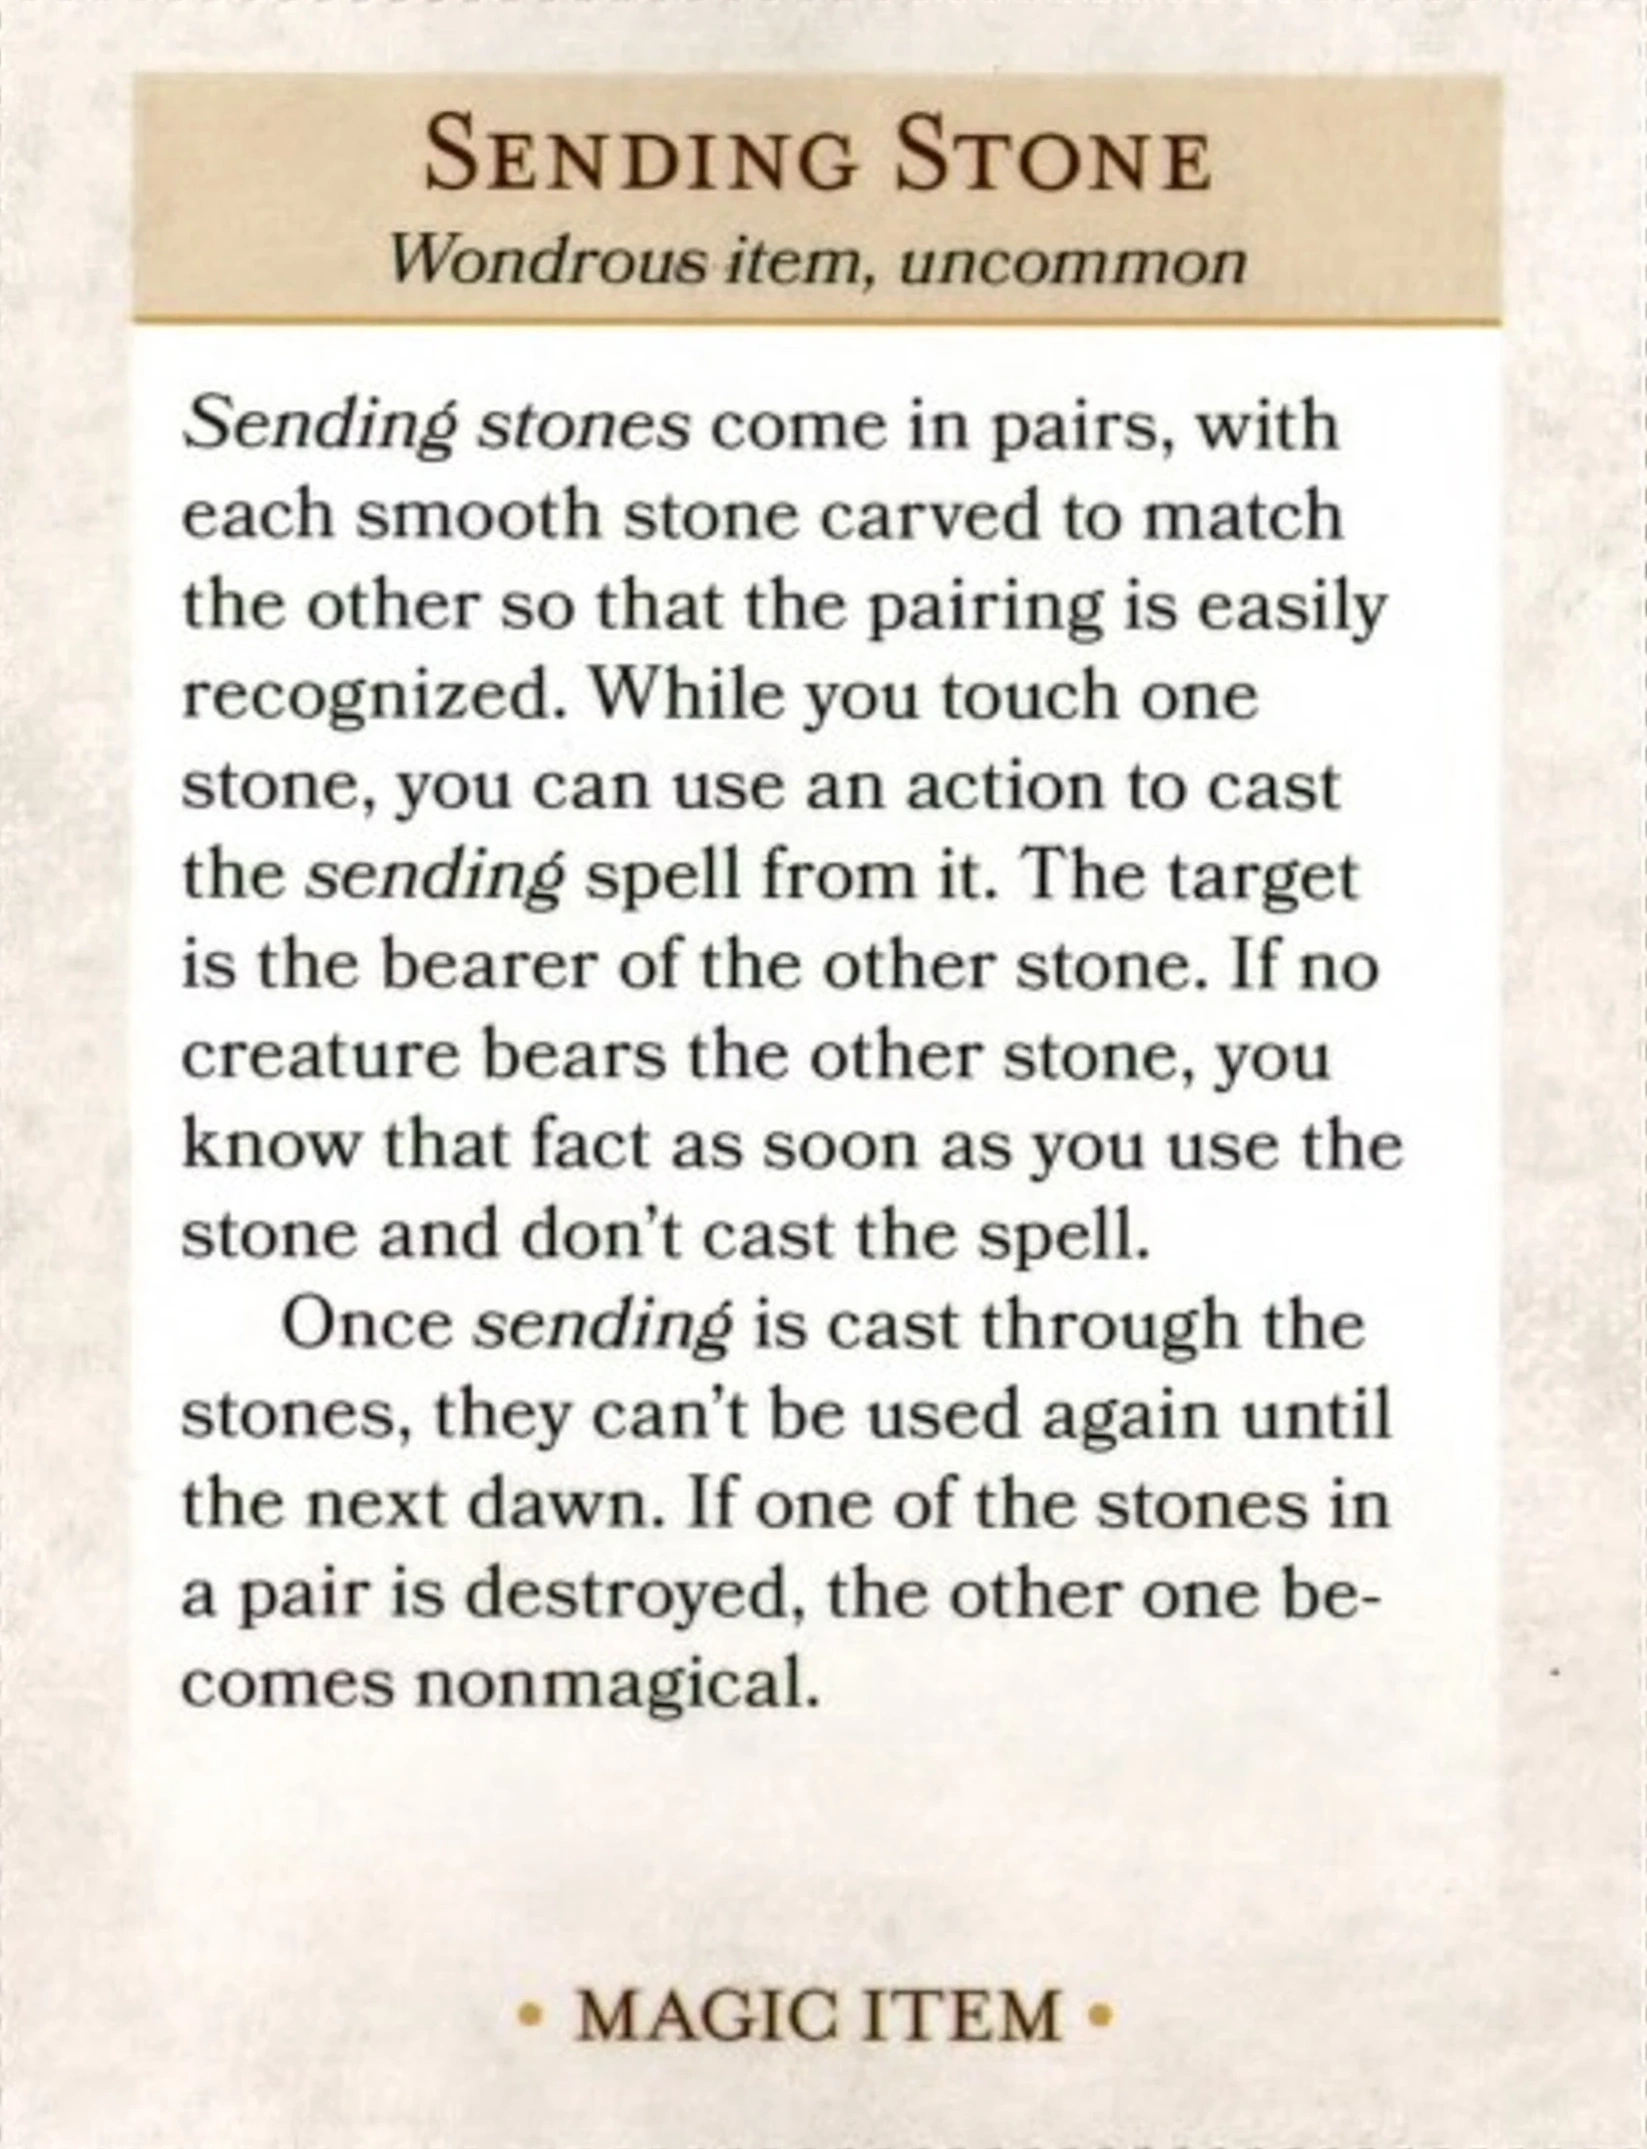 SENDING STONE
Wondrous item, uncommon
Sending stones come in pairs, with
each smooth stone carved to match
the other so that the pairing is easily
recognized. While you touch one
stone, you can use an action to cast
the sending spell from it. The target
is the bearer of the other stone. If no
creature bears the other stone, you
know that fact as soon as you use the
stone and don't cast the spell.
Once sending is cast through the
stones, they can't be used again until
the next dawn. If one of the stones in
a pair is destroyed, the other one be-
comes nonmagical.
• MAGIC ITEM •